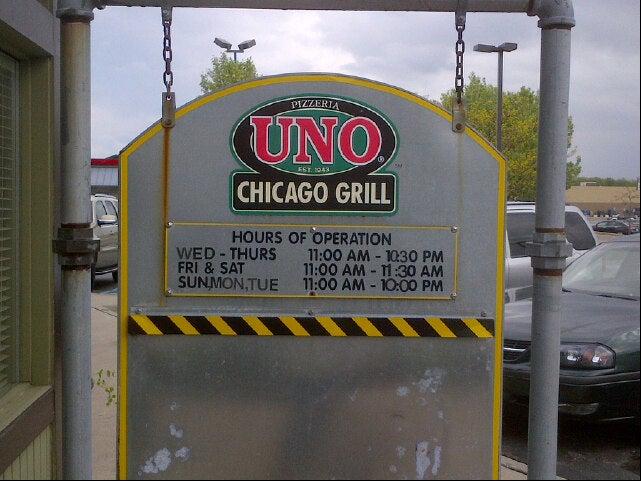 PIZZERIA
UNO®
EST. 1943
™
CHICAGO GRILL
HOURS OF OPERATION
WED - THURS 11:00 AM - 10:30 PM
FRI & SAT 11:00 AM - 11:30 AM
SUN,MON,TUE 11:00 AM - 10:00 PM